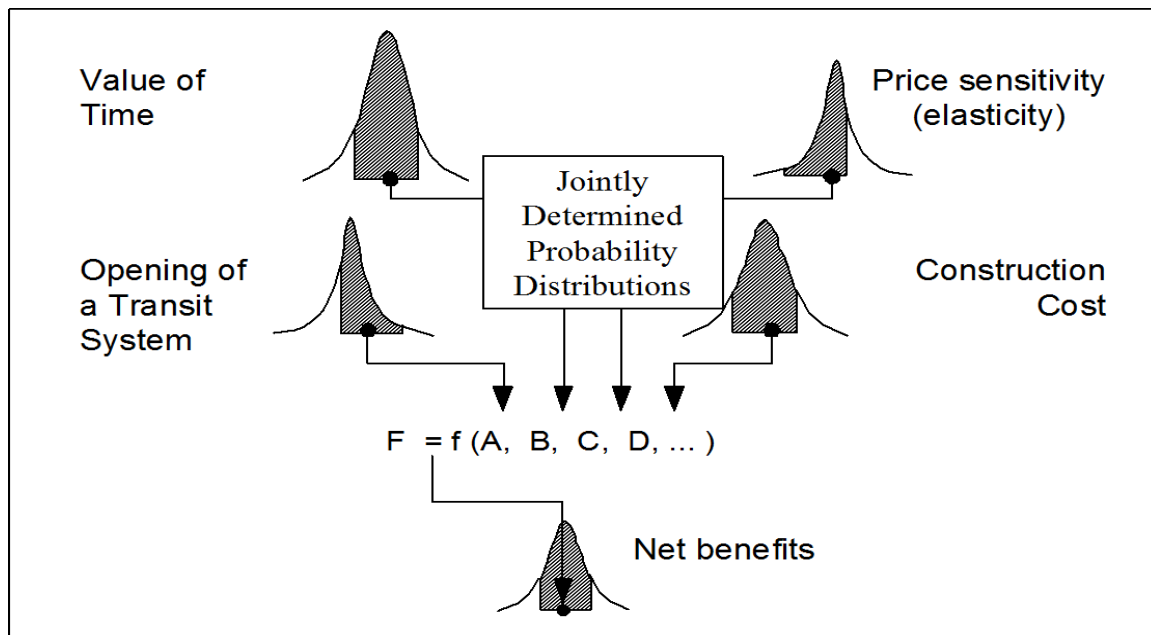 Value of
Time
Price sensitivity
(elasticity)
Jointly
Determined
Probability
Distributions
Opening of
a Transit
System
Construction
Cost
F = f (A, B, C, D, ... )
Net benefits